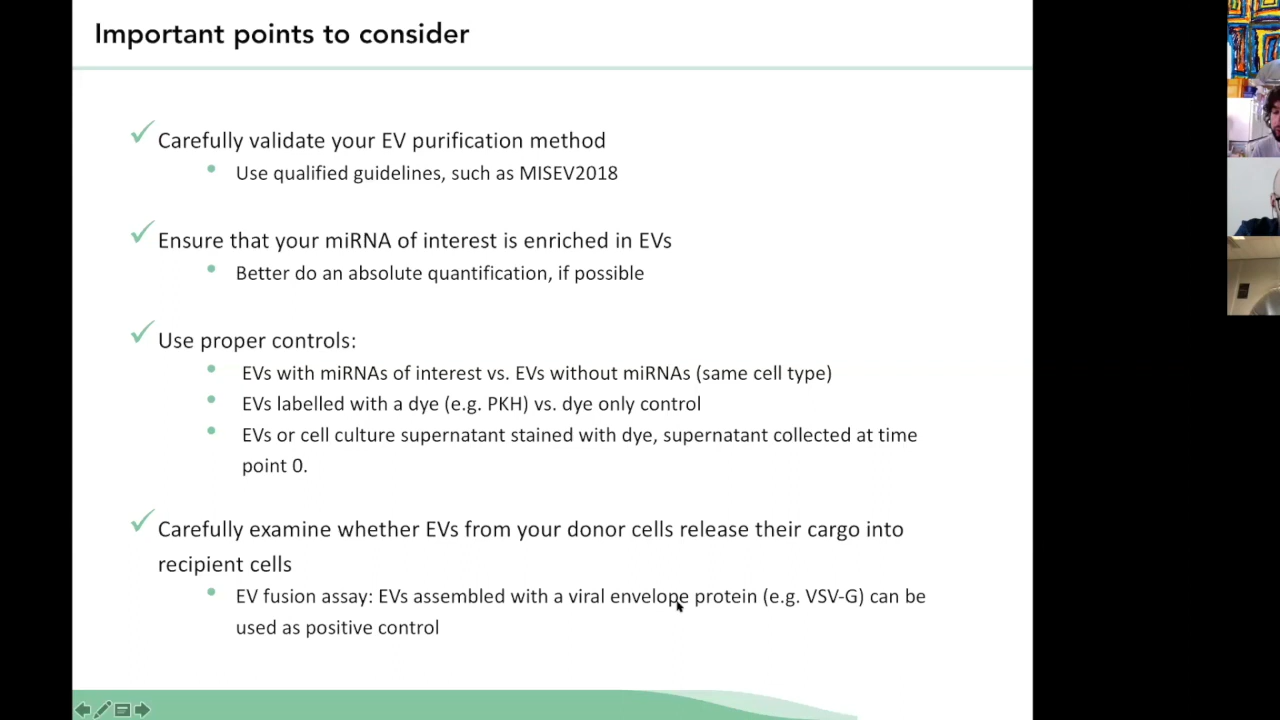 Important points to consider
Carefully validate your EV purification method
Use qualified guidelines, such as MISEV2018
Ensure that your miRNA of interest is enriched in EVs
Better do an absolute quantification, if possible
Use proper controls:
EVs with miRNAs of interest vs. EVs without miRNAs (same cell type)
EVs labelled with a dye (e.g. PKH) vs. dye only control
EVs or cell culture supernatant stained with dye, supernatant collected at time
point 0.
Carefully examine whether EVs from your donor cells release their cargo into
recipient cells
EV fusion assay: EVs assembled with a viral envelope protein (e.g. VSV-G) can be
used as positive control